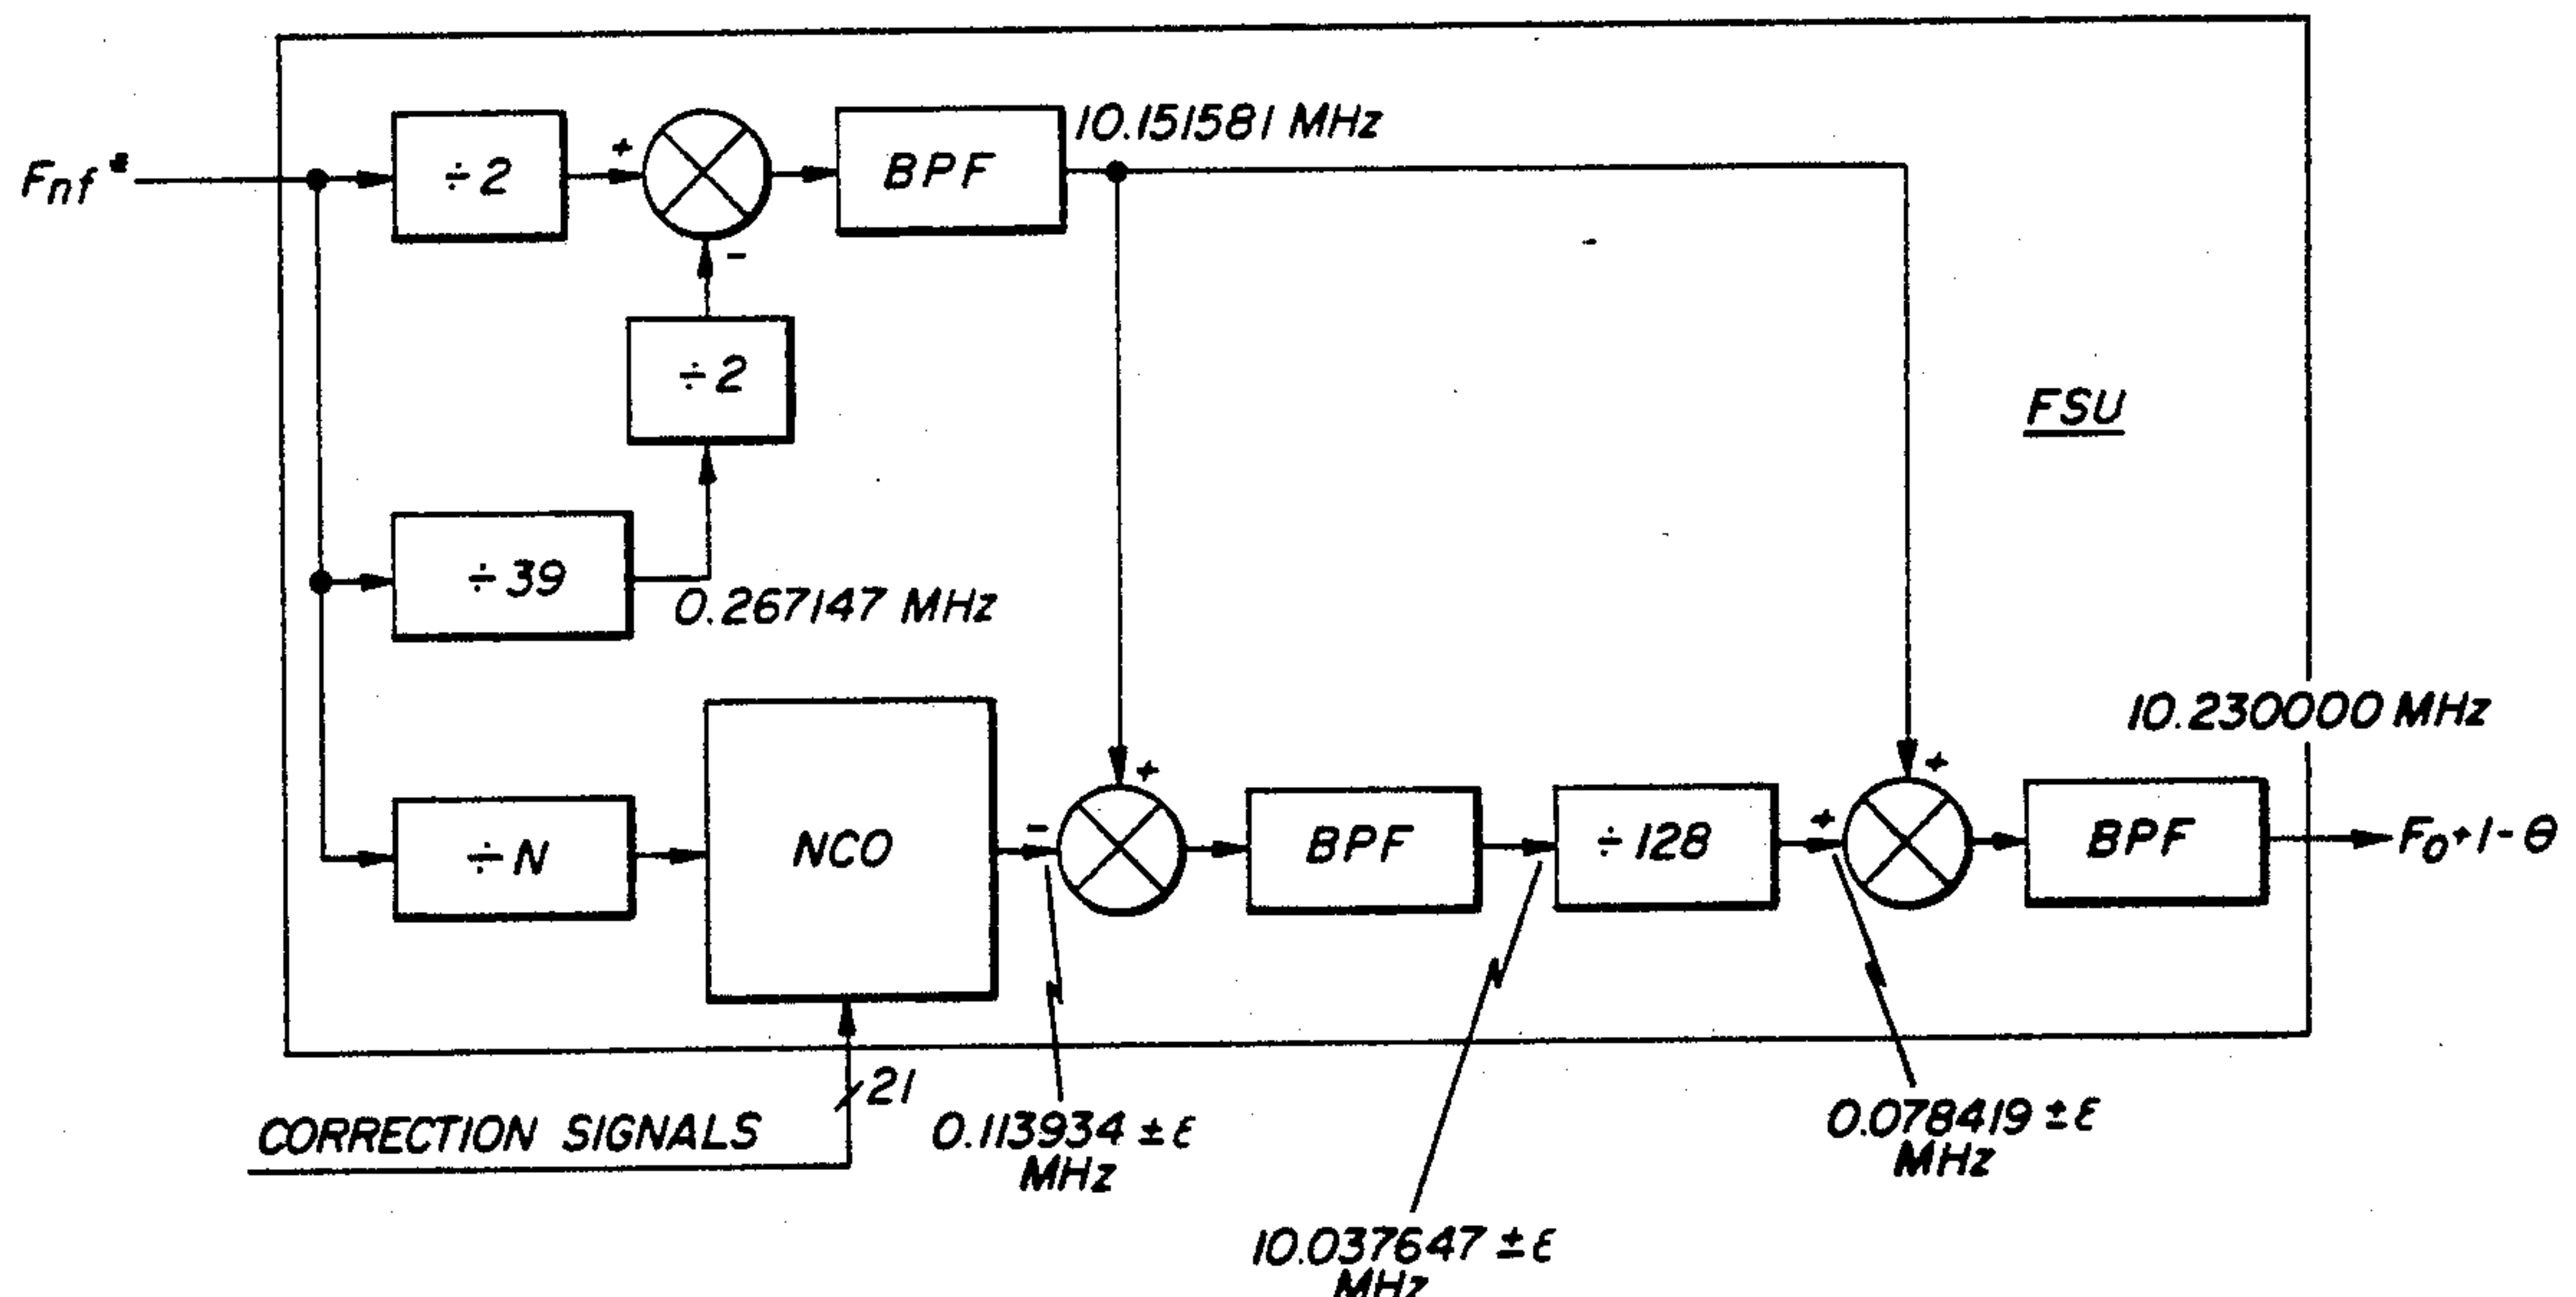 Fnf*
÷2
+
-
BPF
10.151581 MHz
÷2
FSU
÷39
0.267147 MHz
10.230000 MHz
÷N
NCO
-
+
BPF
÷128
+
+
BPF
Fo+1-θ
CORRECTION SIGNALS
21
0.113934 ±ε
MHz
0.078419 ±ε
MHz
10.037647 ±ε
MHz